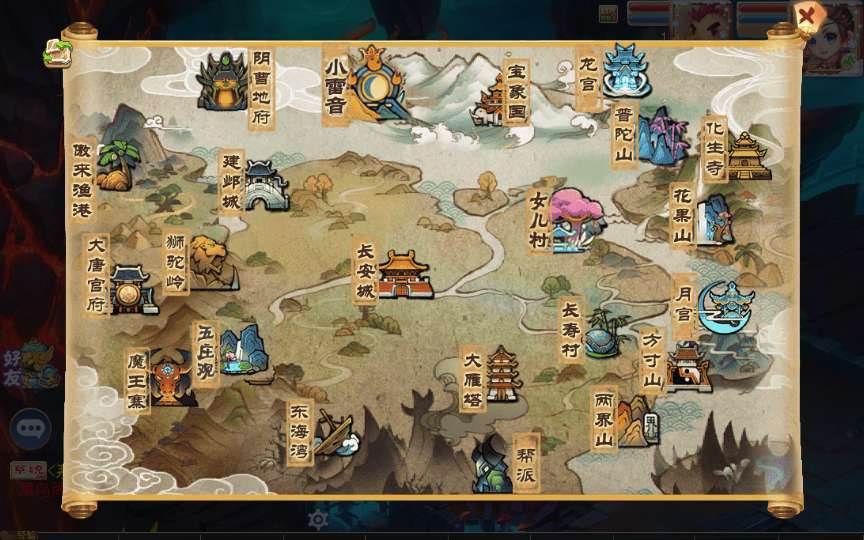 阴曹地府
小雷音
宝象国
龙宫
普陀山
化生寺
傲来渔港
建邺城
女儿村
花果山
大唐官府
狮驼岭
长安城
月宫
长寿村
方寸山
五庄观
魔王寨
大雁塔
两界山
东海湾
帮派
好友